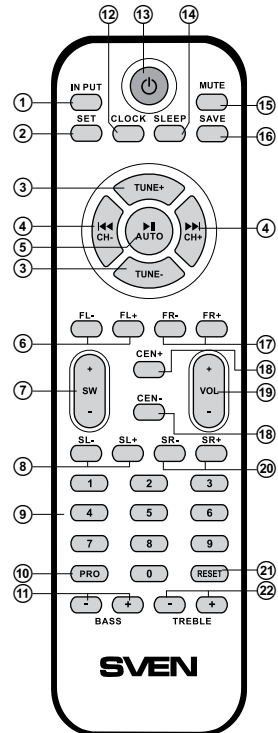 12 13 14
IN PUT MUTE
1 15
SET CLOCK SLEEP SAVE
2 16
3 TUNE+
4 CH- AUTO CH+ 4
5
3 TUNE-
FL- FL+ FR- FR+
6 17
CEN+ 18
+ +
7 SW VOL 19
CEN-
- -
18
SL- SL+ SR- SR+
8 20
1 2 3
9 4 5 6
7 8 9
10 PRO 0 RESET 21
11 - + - + 22
BASS TREBLE
SVEN